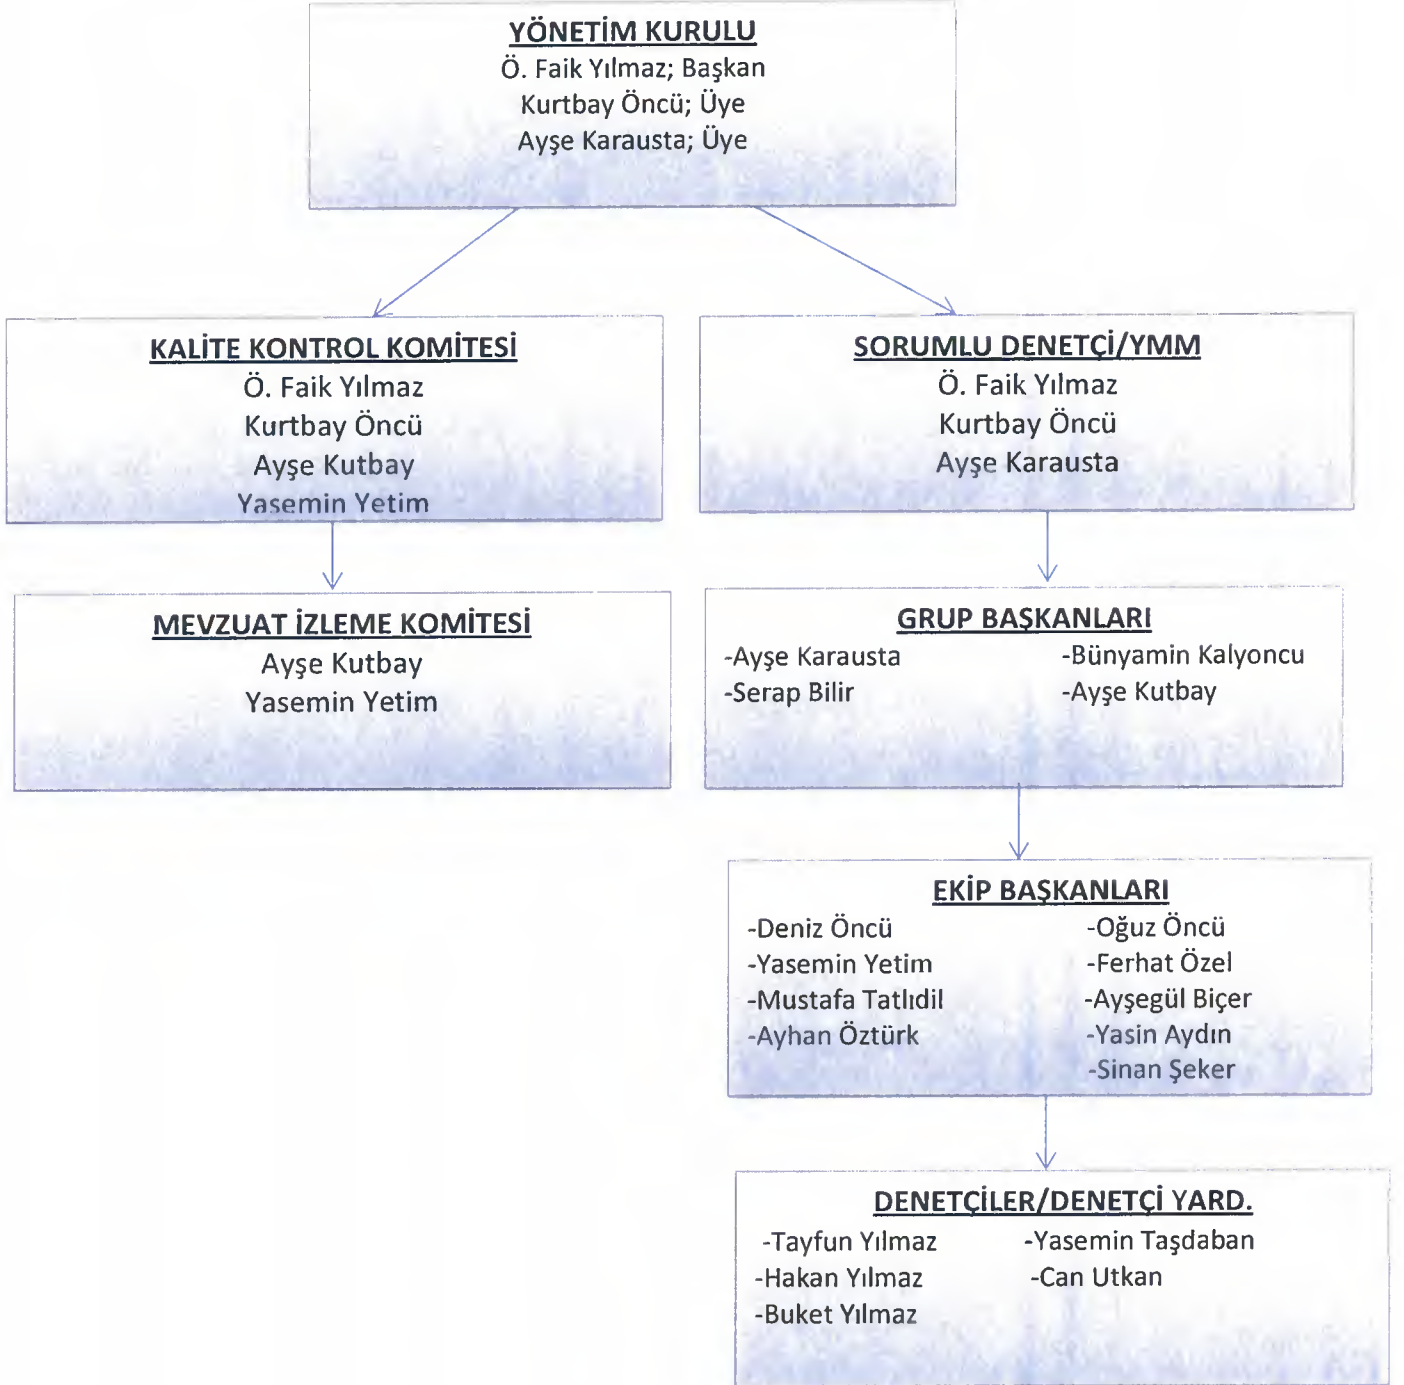 YÖNETİM KURULU
Ö. Faik Yılmaz; Başkan
Kurtbay Öncü; Üye
Ayşe Karausta; Üye
KALİTE KONTROL KOMİTESİ
Ö. Faik Yılmaz
Kurtbay Öncü
Ayşe Kutbay
Yasemin Yetim
SORUMLU DENETÇİ/YMM
Ö. Faik Yılmaz
Kurtbay Öncü
Ayşe Karausta
MEVZUAT İZLEME KOMİTESİ
Ayşe Kutbay
Yasemin Yetim
GRUP BAŞKANLARI
-Ayşe Karausta -Bünyamin Kalyoncu
-Serap Bilir -Ayşe Kutbay
EKİP BAŞKANLARI
-Deniz Öncü -Oğuz Öncü
-Yasemin Yetim -Ferhat Özel
-Mustafa Tatlıdil -Ayşegül Biçer
-Ayhan Öztürk -Yasin Aydın
-Sinan Şeker
DENETÇİLER/DENETÇİ YARD.
-Tayfun Yılmaz -Yasemin Taşdaban
-Hakan Yılmaz -Can Utkan
-Buket Yılmaz